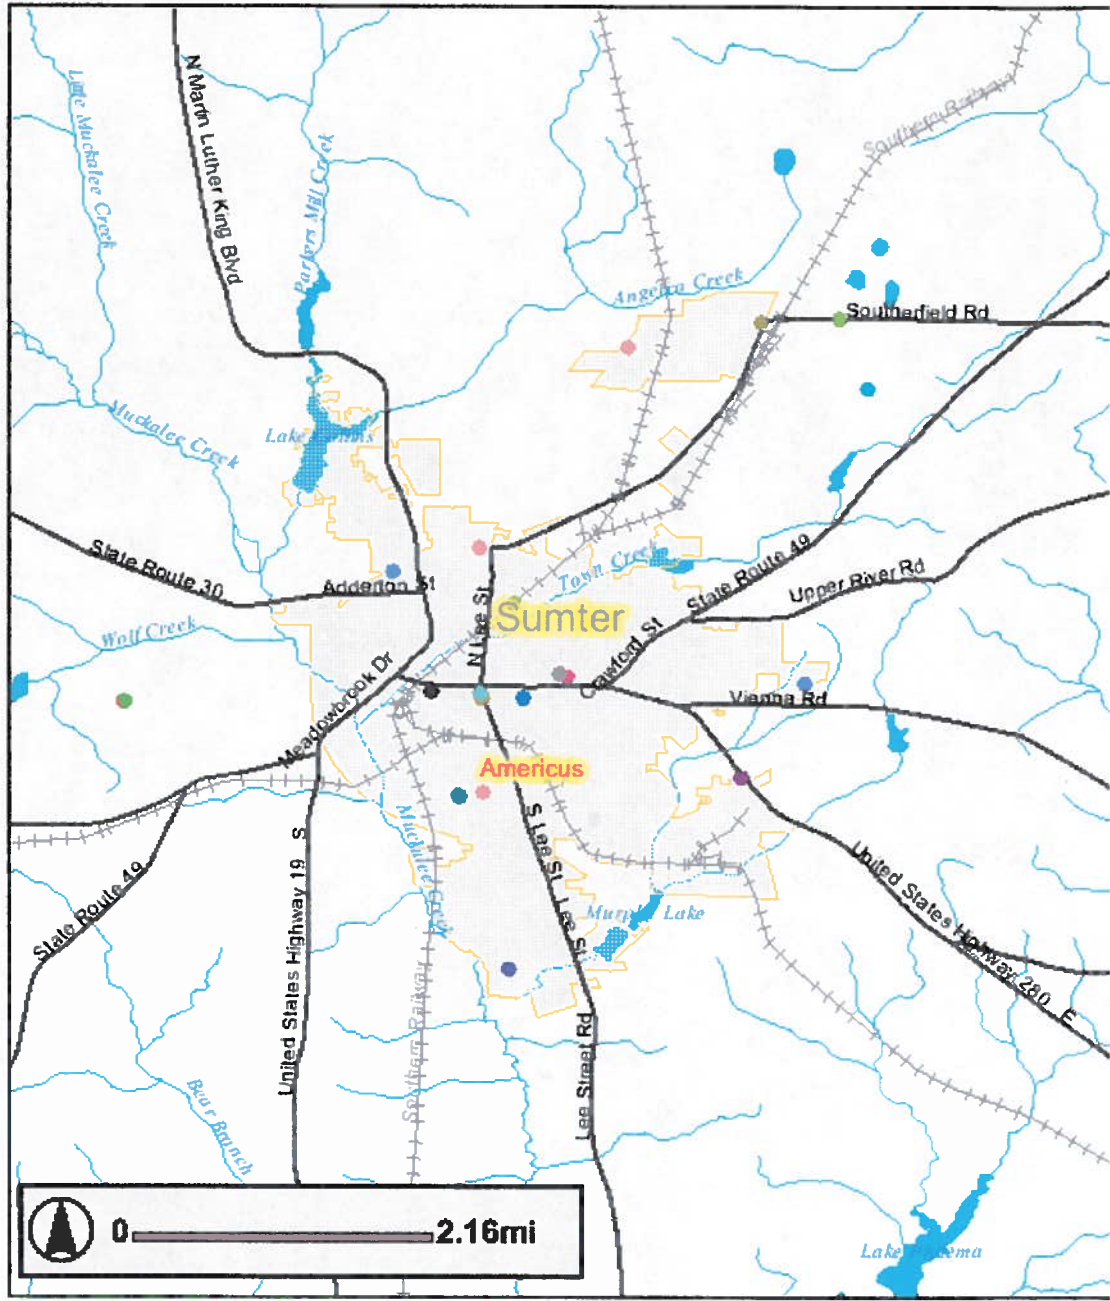 N Martin Luther King Blvd
Little Muckalee Creek
Parkers Mill Creek
Southern Railway
Angelica Creek
Southerfield Rd
Muckalee Creek
State Route 30
Adderton St
Town Creek
State Route 49
Upper River Rd
N Lee St
Sumter
Wolf Creek
Crawford St
Meadowbrook Dr
Vienna Rd
Americus
Muckalee Creek
S Lee St
Lee St
Murphy Lake
State Route 49
United States Highway 19 S
United States Highway 280 E
Southern Railway
Lee Street Rd
Bear Branch
0 2.16mi